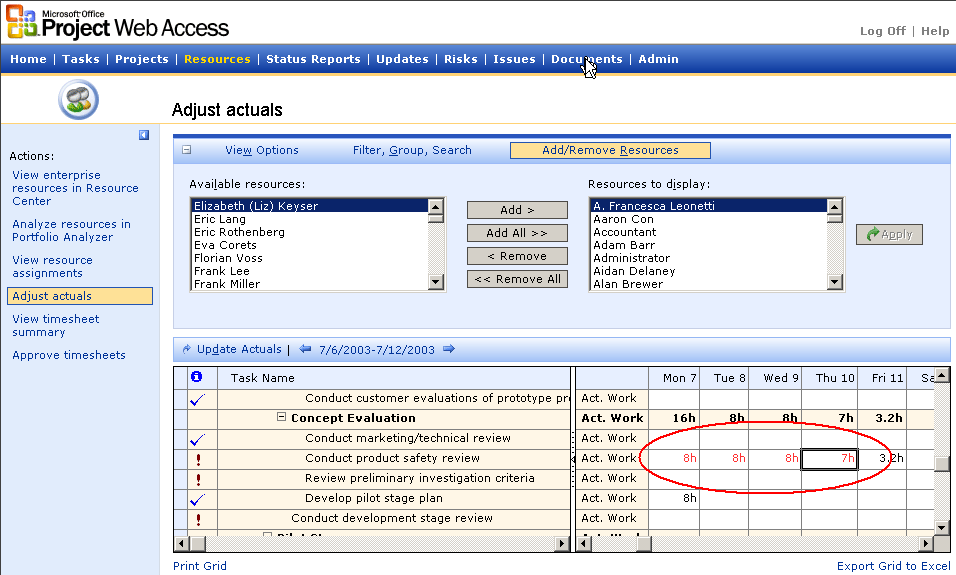 Microsoft Office
Project Web Access
Log Off | Help
Home | Tasks | Projects | Resources | Status Reports | Updates | Risks | Issues | Documents | Admin
Adjust actuals
Actions:
View enterprise
resources in Resource
Center
Analyze resources in
Portfolio Analyzer
View resource
assignments
Adjust actuals
View timesheet
summary
Approve timesheets
View Options Filter, Group, Search Add/Remove Resources
Available resources:
Elizabeth (Liz) Keyser
Eric Lang
Eric Rothenberg
Eva Corets
Florian Voss
Frank Lee
Frank Miller
Add >
Add All >>
< Remove
<< Remove All
Resources to display:
A. Francesca Leonetti
Aaron Con
Accountant
Adam Barr
Administrator
Aidan Delaney
Alan Brewer
Apply
Update Actuals | 7/6/2003-7/12/2003
Task Name Mon 7 Tue 8 Wed 9 Thu 10 Fri 11 Sa
Conduct customer evaluations of prototype pr Act. Work
Concept Evaluation Act. Work 16h 8h 8h 7h 3.2h
Conduct marketing/technical review Act. Work
Conduct product safety review Act. Work 8h 8h 8h 7h 3.2h
Review preliminary investigation criteria Act. Work
Develop pilot stage plan Act. Work 8h
Conduct development stage review Act. Work
Print Grid Export Grid to Excel